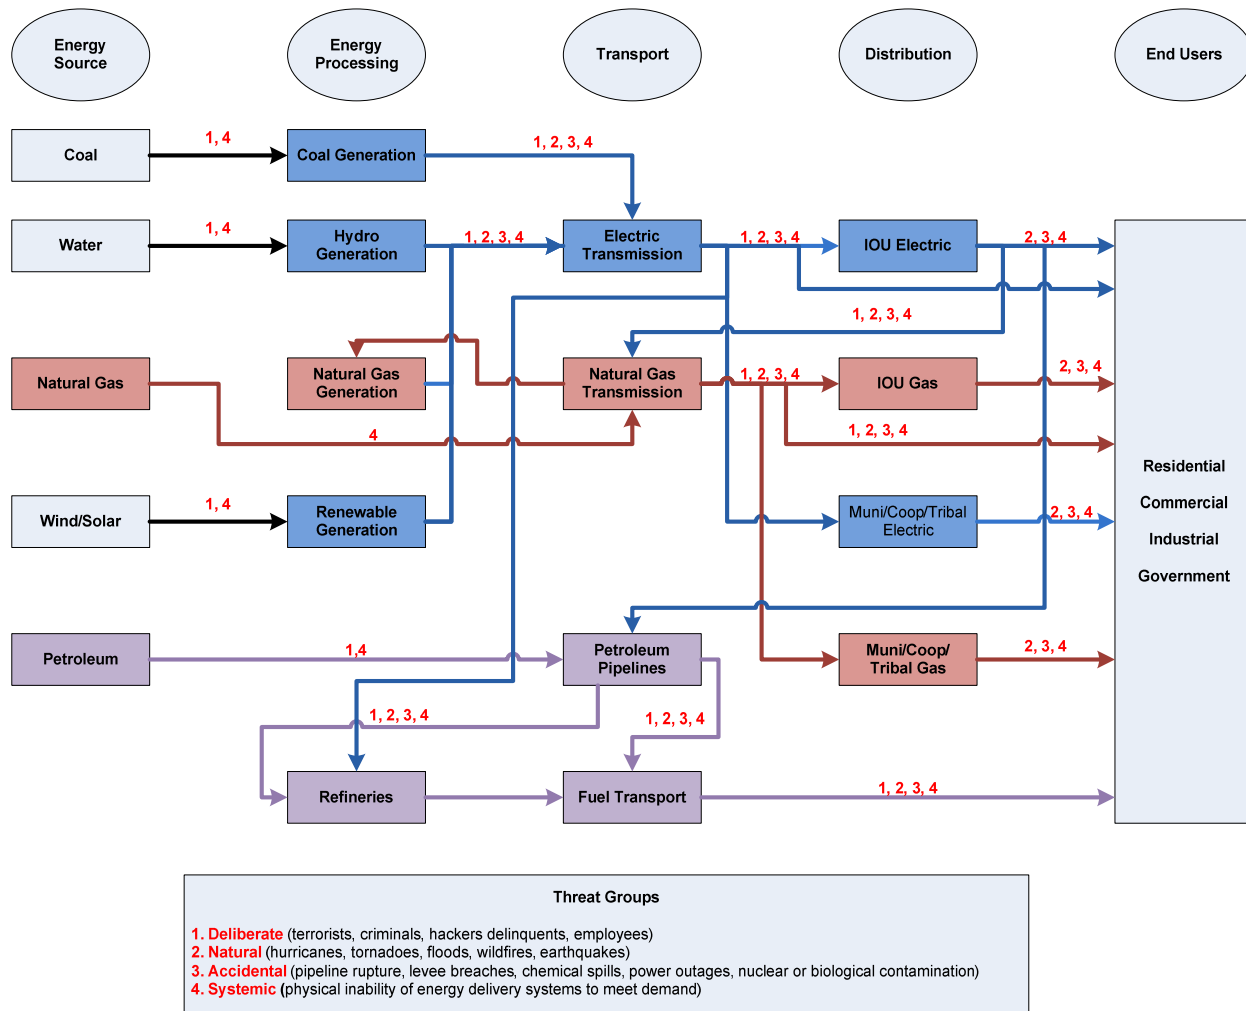 Energy
Source
Energy
Processing
Transport
Distribution
End Users
Coal
1, 4
Coal Generation
1, 2, 3, 4
Water
1, 4
Hydro
Generation
1, 2, 3, 4
Electric
Transmission
1, 2, 3, 4
IOU Electric
2, 3, 4
1, 2, 3, 4
Natural Gas
Natural Gas
Generation
Natural Gas
Transmission
1, 2, 3, 4
IOU Gas
2, 3, 4
4
1, 2, 3, 4
Residential
Commercial
Industrial
Government
Wind/Solar
1, 4
Renewable
Generation
Muni/Coop/Tribal
Electric
2, 3, 4
Petroleum
1,4
Petroleum
Pipelines
Muni/Coop/
Tribal Gas
2, 3, 4
1, 2, 3, 4
1, 2, 3, 4
Refineries
Fuel Transport
1, 2, 3, 4
Threat Groups
1. Deliberate (terrorists, criminals, hackers delinquents, employees)
2. Natural (hurricanes, tornadoes, floods, wildfires, earthquakes)
3. Accidental (pipeline rupture, levee breaches, chemical spills, power outages, nuclear or biological contamination)
4. Systemic (physical inability of energy delivery systems to meet demand)